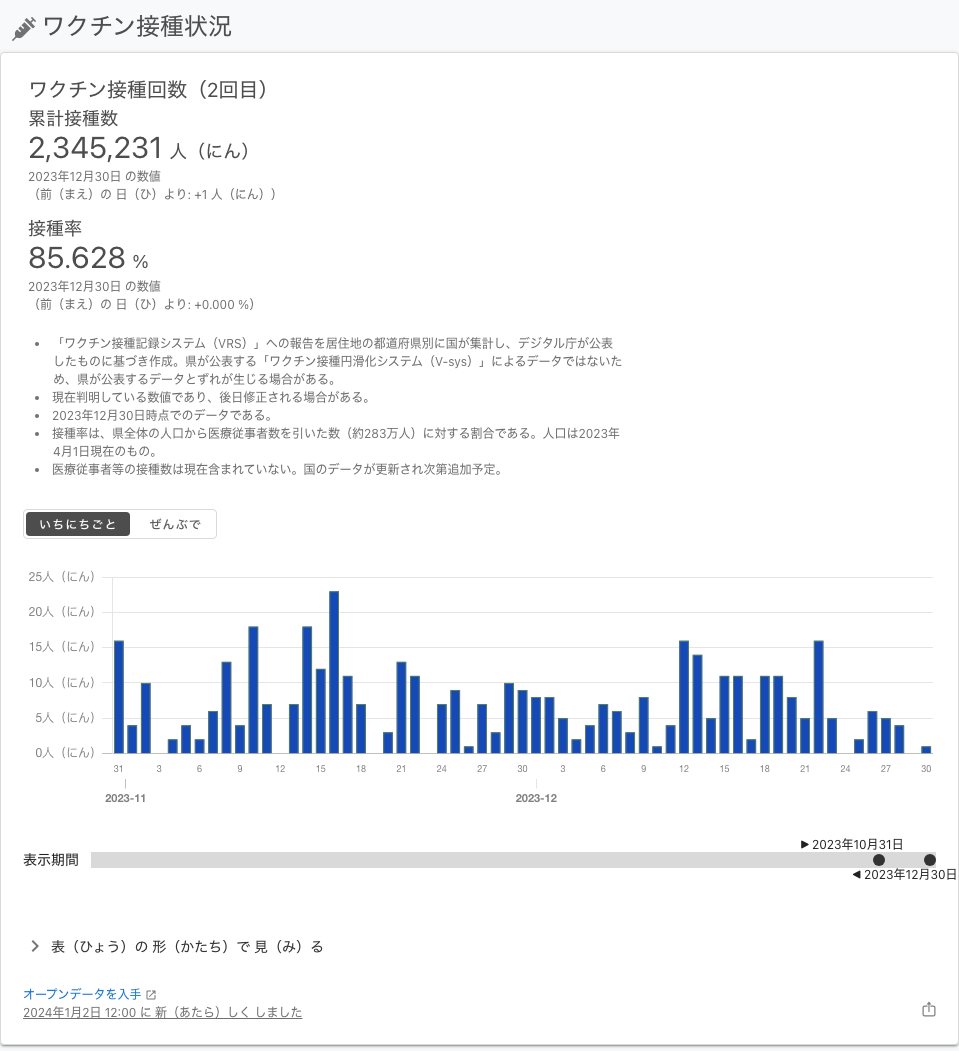 ワクチン接種状況
ワクチン接種回数（2回目）
累計接種数
2,345,231 人（にん）
2023年12月30日 の数値
（前（まえ）の 日（ひ）より: +1 人（にん））
接種率
85.628 %
2023年12月30日 の数値
（前（まえ）の 日（ひ）より: +0.000 %）
• 「ワクチン接種記録システム（VRS）」への報告を居住地の都道府県別に国が集計し、デジタル庁が公表
したものに基づき作成。県が公表する「ワクチン接種円滑化システム（V-sys）」によるデータではないた
め、県が公表するデータとずれが生じる場合がある。
• 現在判明している数値であり、後日修正される場合がある。
• 2023年12月30日時点でのデータである。
• 接種率は、県全体の人口から医療従事者数を引いた数（約283万人）に対する割合である。人口は2023年
4月1日現在のもの。
• 医療従事者等の接種数は現在含まれていない。国のデータが更新され次第追加予定。
いちにちごと ぜんぶで
25人（にん）
20人（にん）
15人（にん）
10人（にん）
5人（にん）
0人（にん）
31 3 6 9 12 15 18 21 24 27 30 3 6 9 12 15 18 21 24 27 30
2023-11 2023-12
▶ 2023年10月31日
表示期間
◀ 2023年12月30日
表（ひょう）の 形（かたち）で 見（み）る
オープンデータを入手
2024年1月2日 12:00 に 新（あたら）しく しました